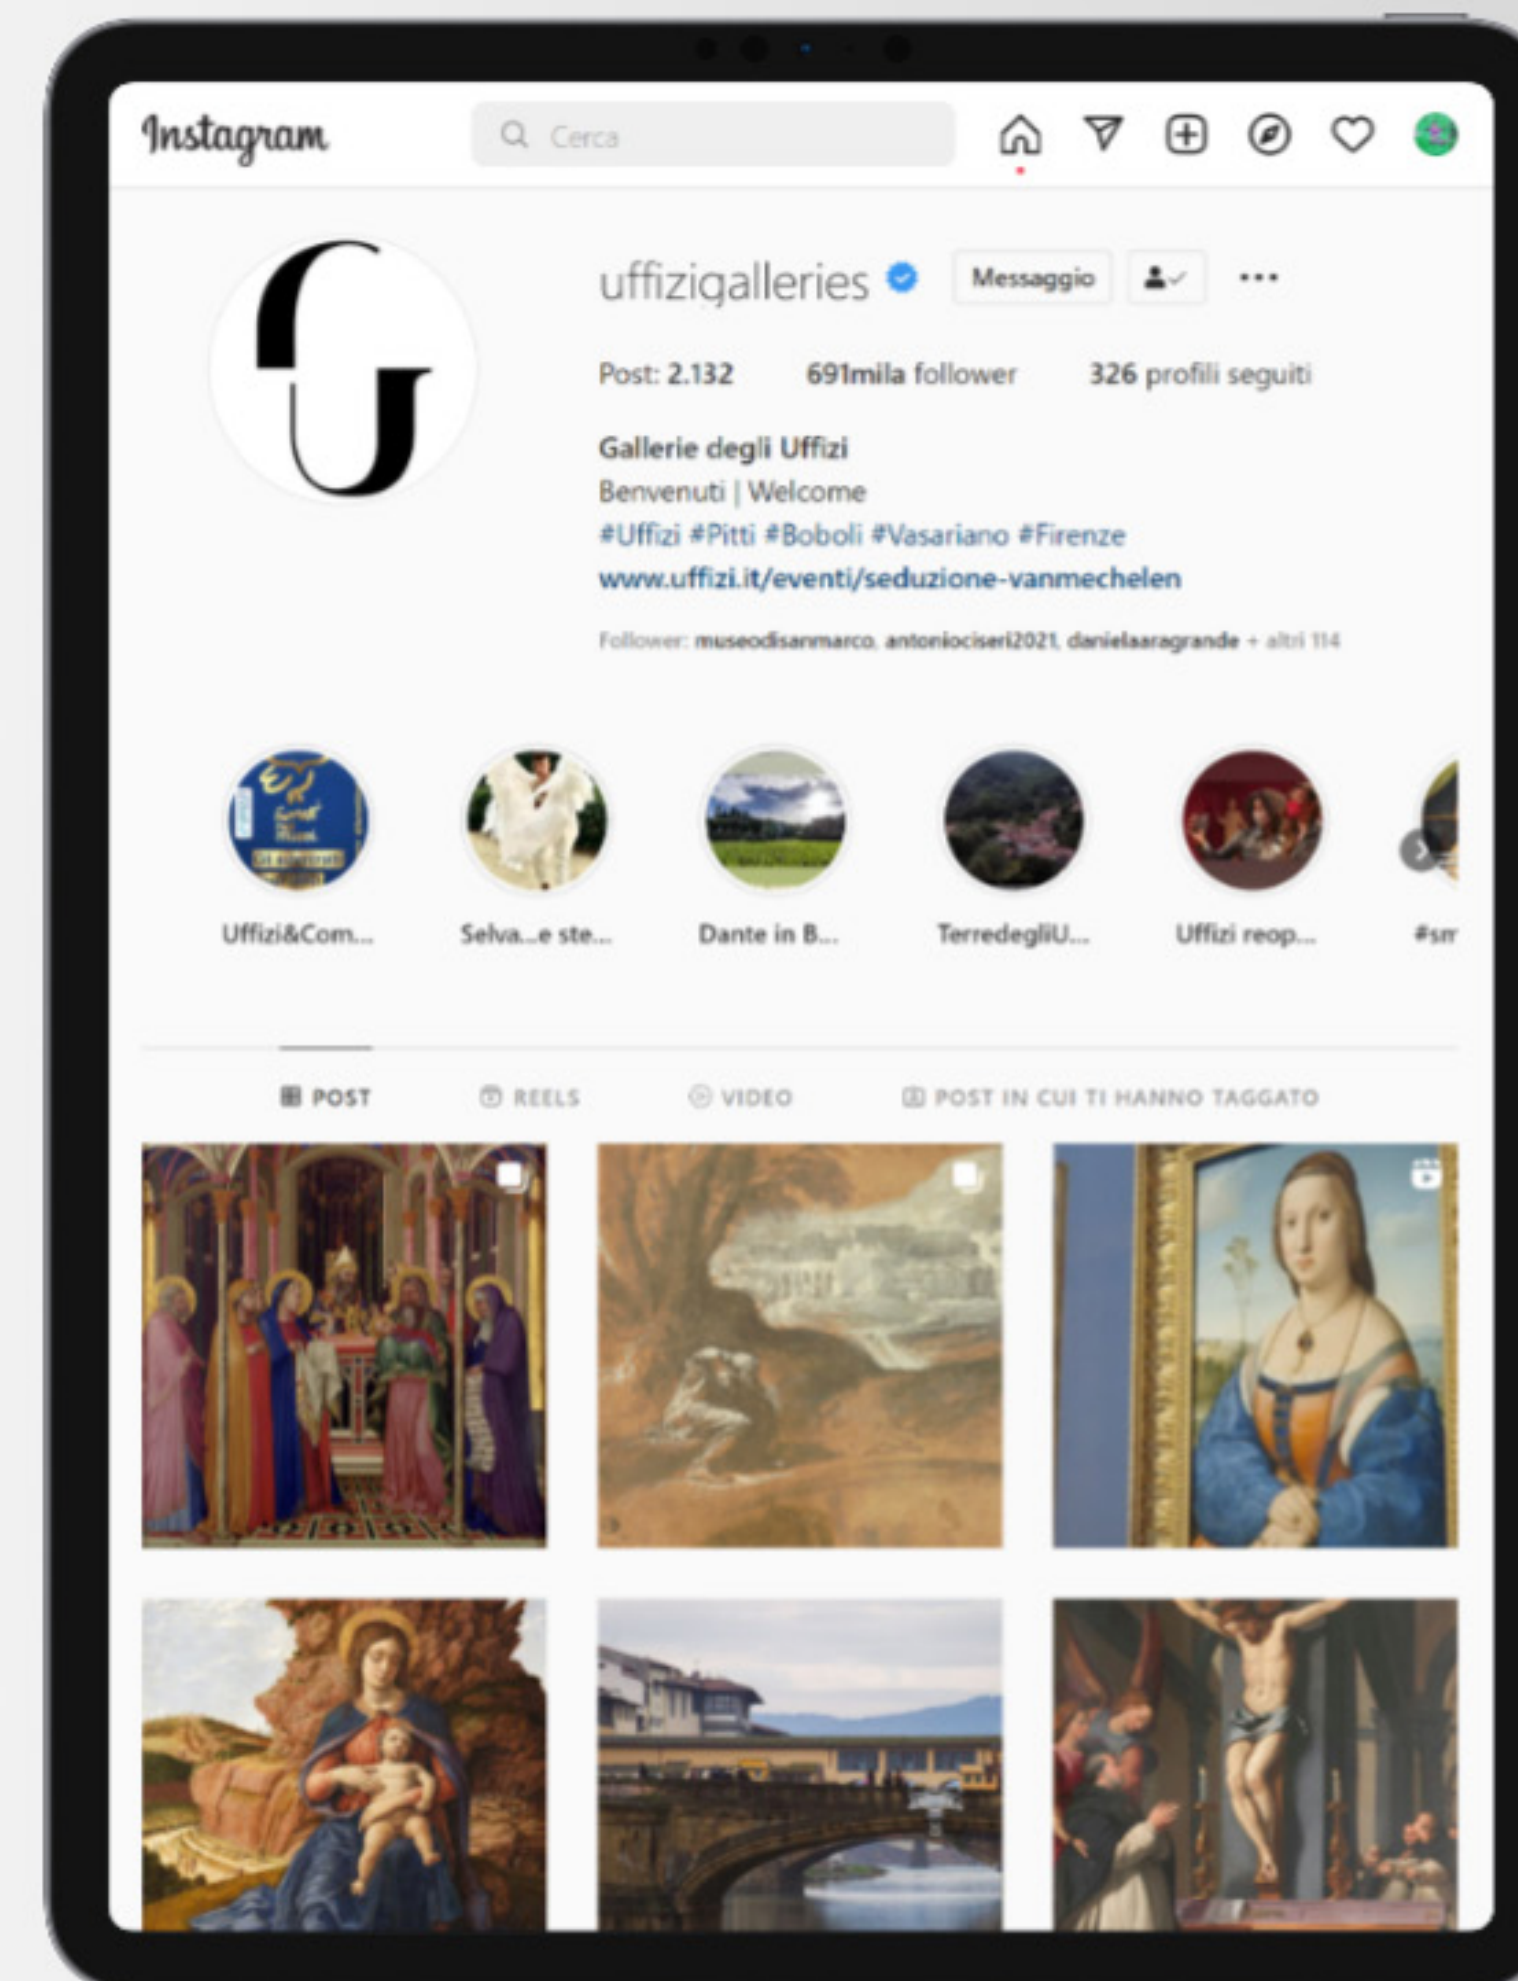 Instagram
Cerca
uffizigalleries Messaggio
Post: 2.132 691mila follower 326 profili seguiti
Gallerie degli Uffizi
Benvenuti | Welcome
#Uffizi #Pitti #Boboli #Vasariano #Firenze
www.uffizi.it/eventi/seduzione-vanmechelen
Follower: museodisanmarco, antoniociseri2021, danielaaragrande + altri 114
Uffizi&Com... Selva...e ste... Dante in B... TerredegliU... Uffizi reop...
POST REELS VIDEO POST IN CUI TI HANNO TAGGATO